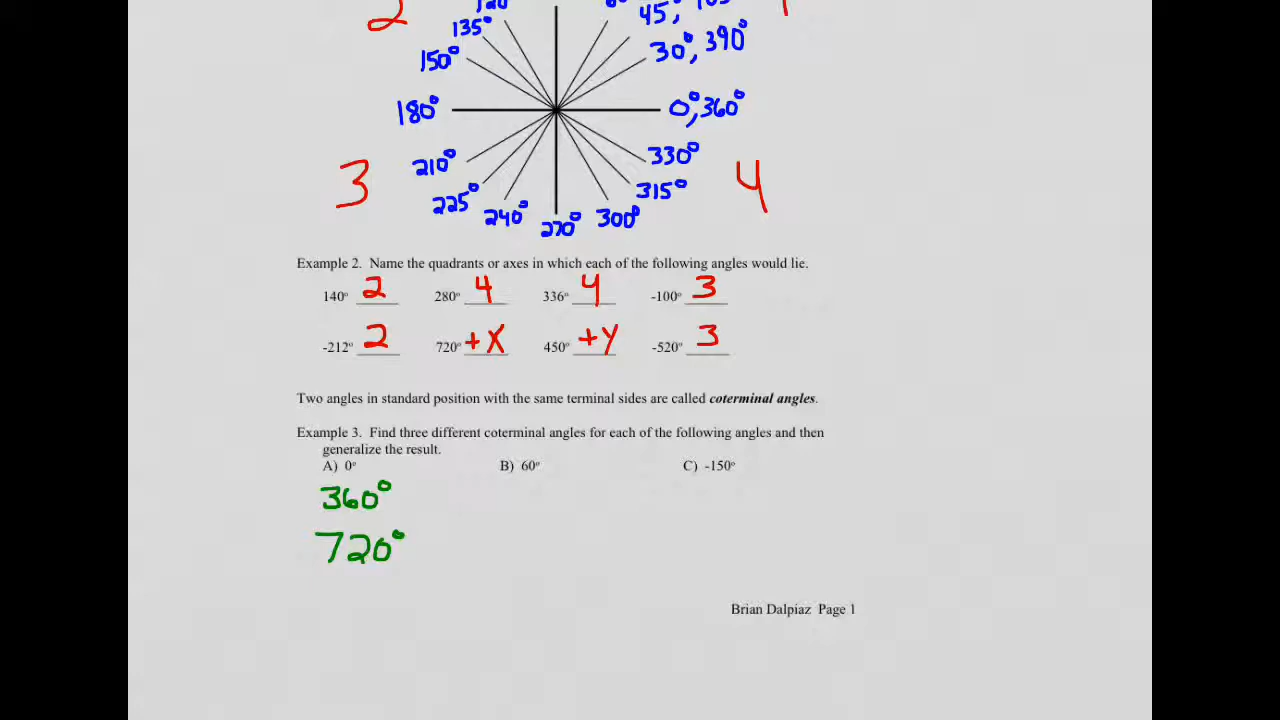 2
120°
45°,
135°
30°, 390°
150°
180°
0°, 360°
3
210°
330°
4
225°
315°
240°
270°
300°
Example 2. Name the quadrants or axes in which each of the following angles would lie.
140° 2 280° 4 336° 4 -100° 3
-212° 2 720° +X 450° +Y -520° 3
Two angles in standard position with the same terminal sides are called coterminal angles.
Example 3. Find three different coterminal angles for each of the following angles and then
generalize the result.
A) 0° B) 60° C) -150°
360°
720°
Brian Dalpiaz Page 1